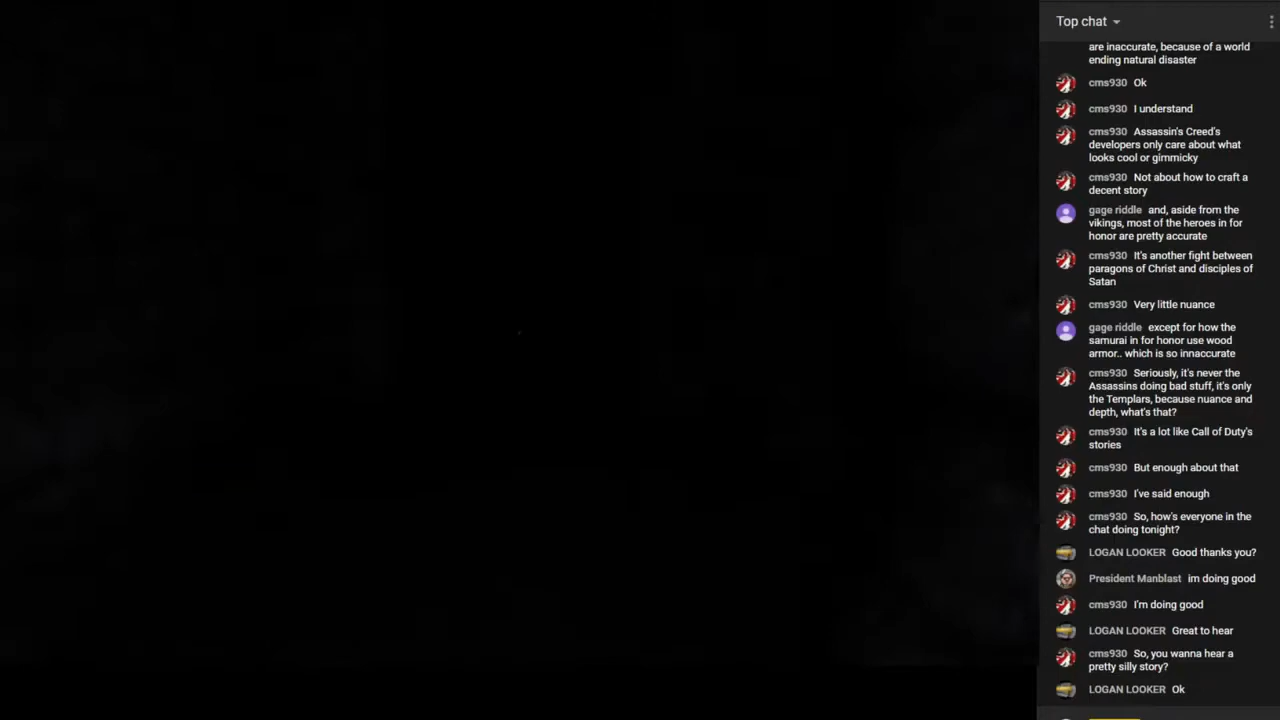 Top chat
are inaccurate, because of a world
ending natural disaster
cms930 Ok
cms930 I understand
cms930 Assassin's Creed's
developers only care about what
looks cool or gimmicky
cms930 Not about how to craft a
decent story
gage riddle and, aside from the
vikings, most of the heroes in for
honor are pretty accurate
cms930 It's another fight between
paragons of Christ and disciples of
Satan
cms930 Very little nuance
gage riddle except for how the
samurai in for honor use wood
armor.. which is so innaccurate
cms930 Seriously, it's never the
Assassins doing bad stuff, it's only
the Templars, because nuance and
depth, what's that?
cms930 It's a lot like Call of Duty's
stories
cms930 But enough about that
cms930 I've said enough
cms930 So, how's everyone in the
chat doing tonight?
LOGAN LOOKER Good thanks you?
President Manblast im doing good
cms930 I'm doing good
LOGAN LOOKER Great to hear
cms930 So, you wanna hear a
pretty silly story?
LOGAN LOOKER Ok